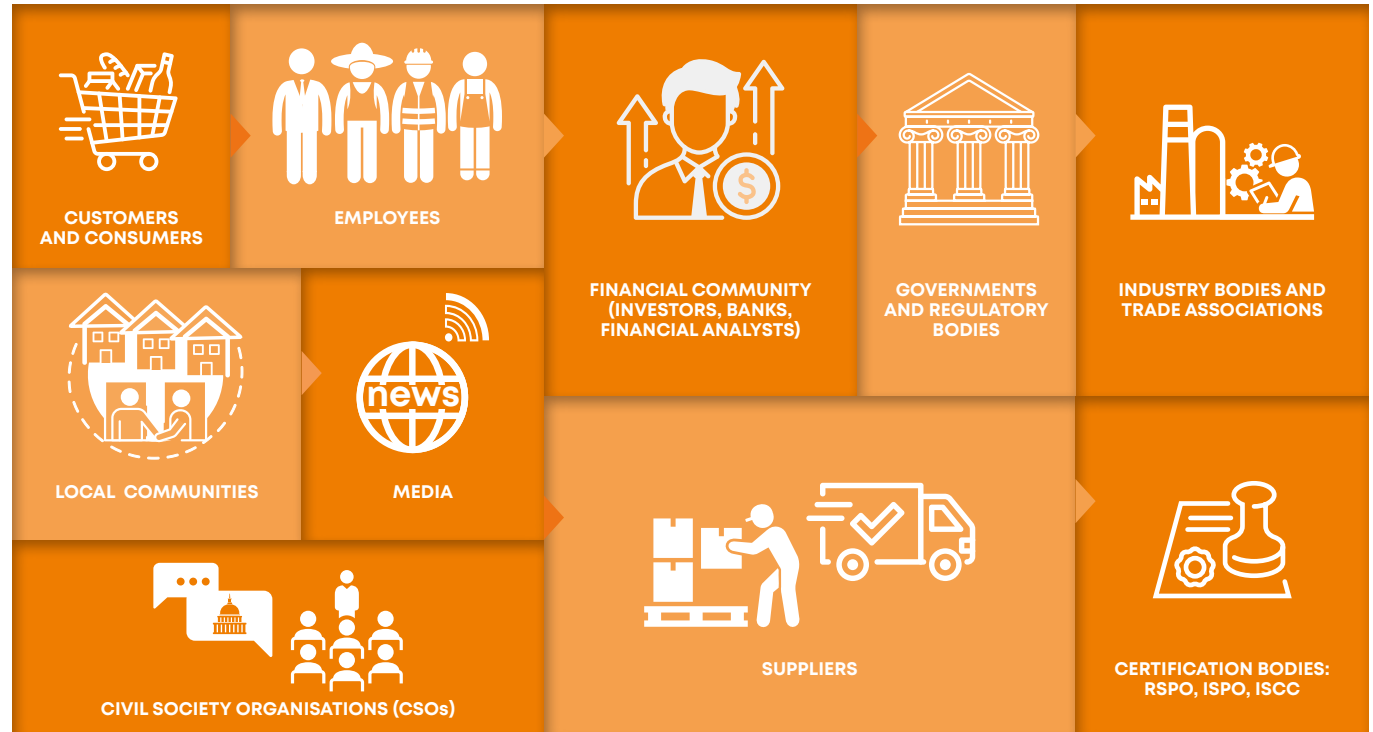 CUSTOMERS
AND CONSUMERS
EMPLOYEES
$
FINANCIAL COMMUNITY
(INVESTORS, BANKS,
FINANCIAL ANALYSTS)
GOVERNMENTS
AND REGULATORY
BODIES
INDUSTRY BODIES AND
TRADE ASSOCIATIONS
LOCAL COMMUNITIES
news
MEDIA
SUPPLIERS
CERTIFICATION BODIES:
RSPO, ISPO, ISCC
CIVIL SOCIETY ORGANISATIONS (CSOs)